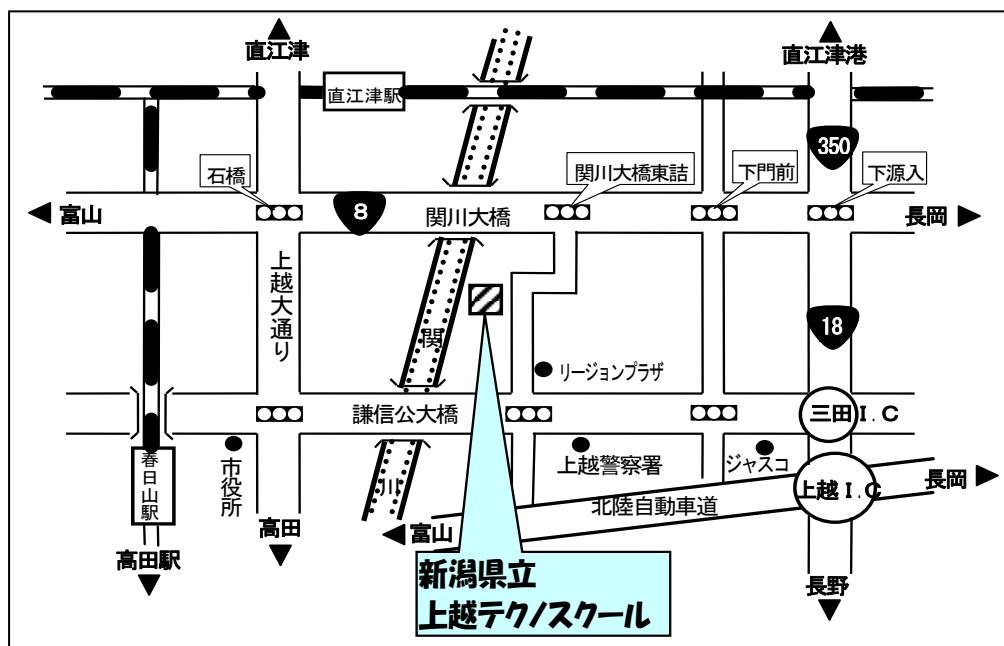 直江津
直江津港
直江津駅
350
石橋
関川大橋東詰
下門前
下源入
富山
8
関川大橋
長岡
上越大通り
関
18
リージョンプラザ
謙信公大橋
三田I.C
市役所
春日山駅
川
上越警察署
ジャスコ
上越I.C
長岡
北陸自動車道
高田
富山
高田駅
長野
新潟県立
上越テクノスクール